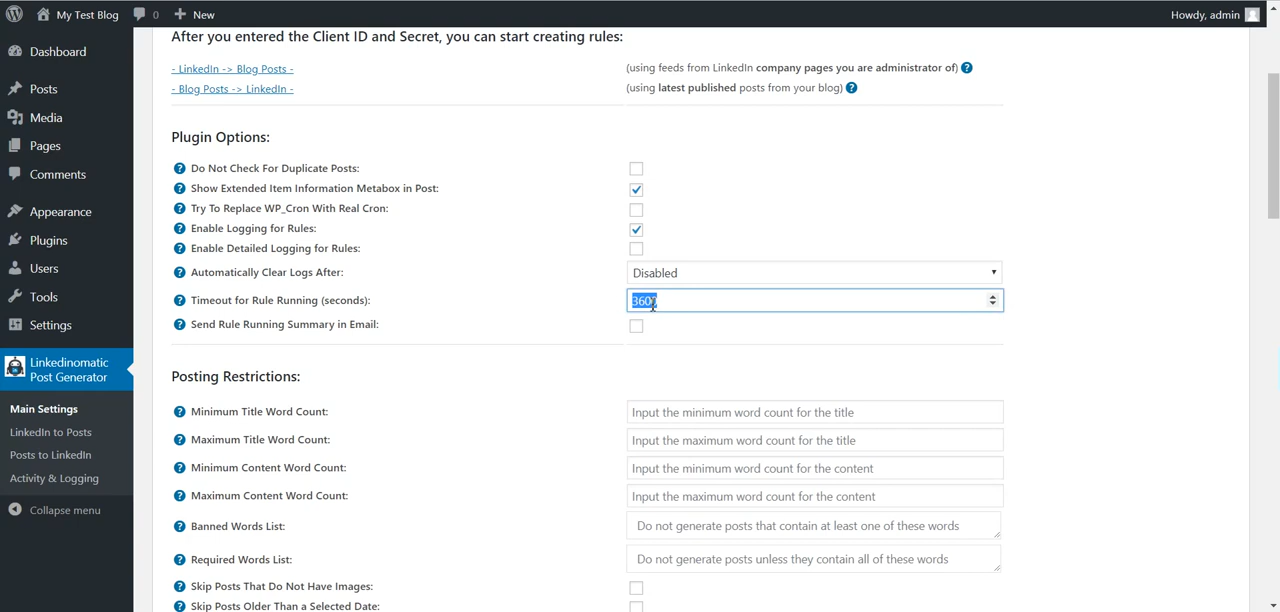 My Test Blog
0
New
Howdy, admin
Dashboard
Posts
Media
Pages
Comments
Appearance
Plugins
Users
Tools
Settings
Linkedinomatic
Post Generator
Main Settings
LinkedIn to Posts
Posts to LinkedIn
Activity & Logging
Collapse menu
After you entered the Client ID and Secret, you can start creating rules:
- LinkedIn -> Blog Posts -
(using feeds from LinkedIn company pages you are administrator of) ?
- Blog Posts -> LinkedIn -
(using latest published posts from your blog) ?
Plugin Options:
? Do Not Check For Duplicate Posts:
? Show Extended Item Information Metabox in Post:
? Try To Replace WP_Cron With Real Cron:
? Enable Logging for Rules:
? Enable Detailed Logging for Rules:
? Automatically Clear Logs After:
Disabled
? Timeout for Rule Running (seconds):
3600
? Send Rule Running Summary in Email:
Posting Restrictions:
? Minimum Title Word Count:
Input the minimum word count for the title
? Maximum Title Word Count:
Input the maximum word count for the title
? Minimum Content Word Count:
Input the minimum word count for the content
? Maximum Content Word Count:
Input the maximum word count for the content
? Banned Words List:
Do not generate posts that contain at least one of these words
? Required Words List:
Do not generate posts unless they contain all of these words
? Skip Posts That Do Not Have Images:
? Skip Posts Older Than a Selected Date: